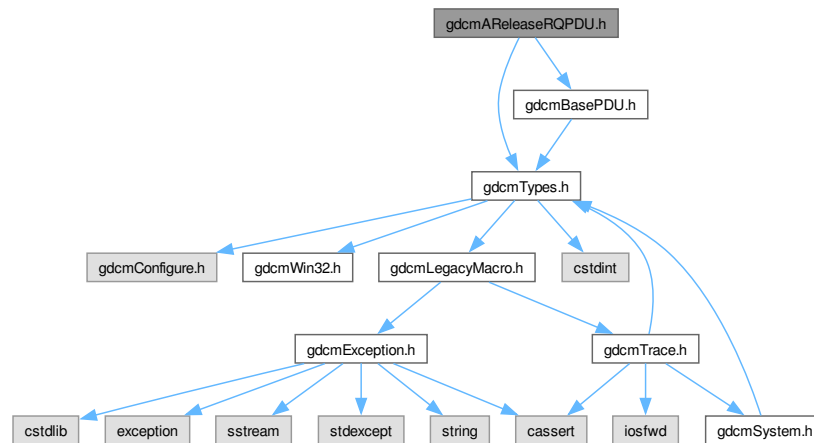 gdcmAReleaseRQPDU.h
gdcmBasePDU.h
gdcmTypes.h
gdcmConfigure.h
gdcmWin32.h
gdcmLegacyMacro.h
cstdint
gdcmException.h
gdcmTrace.h
cstdlib
exception
sstream
stdexcept
string
cassert
iosfwd
gdcmSystem.h